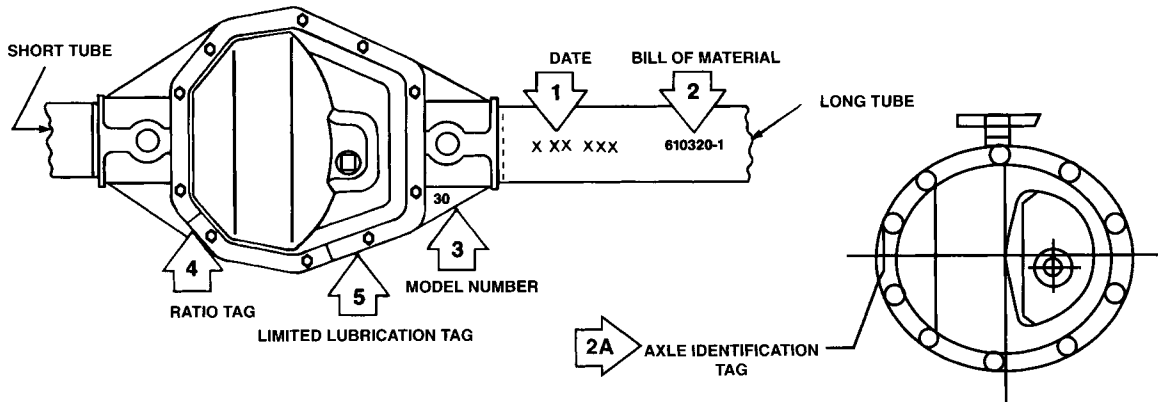 SHORT TUBE
DATE
BILL OF MATERIAL
1
2
LONG TUBE
X XX XXX
610320-1
30
3
4
MODEL NUMBER
RATIO TAG
5
LIMITED LUBRICATION TAG
2A
AXLE IDENTIFICATION
TAG